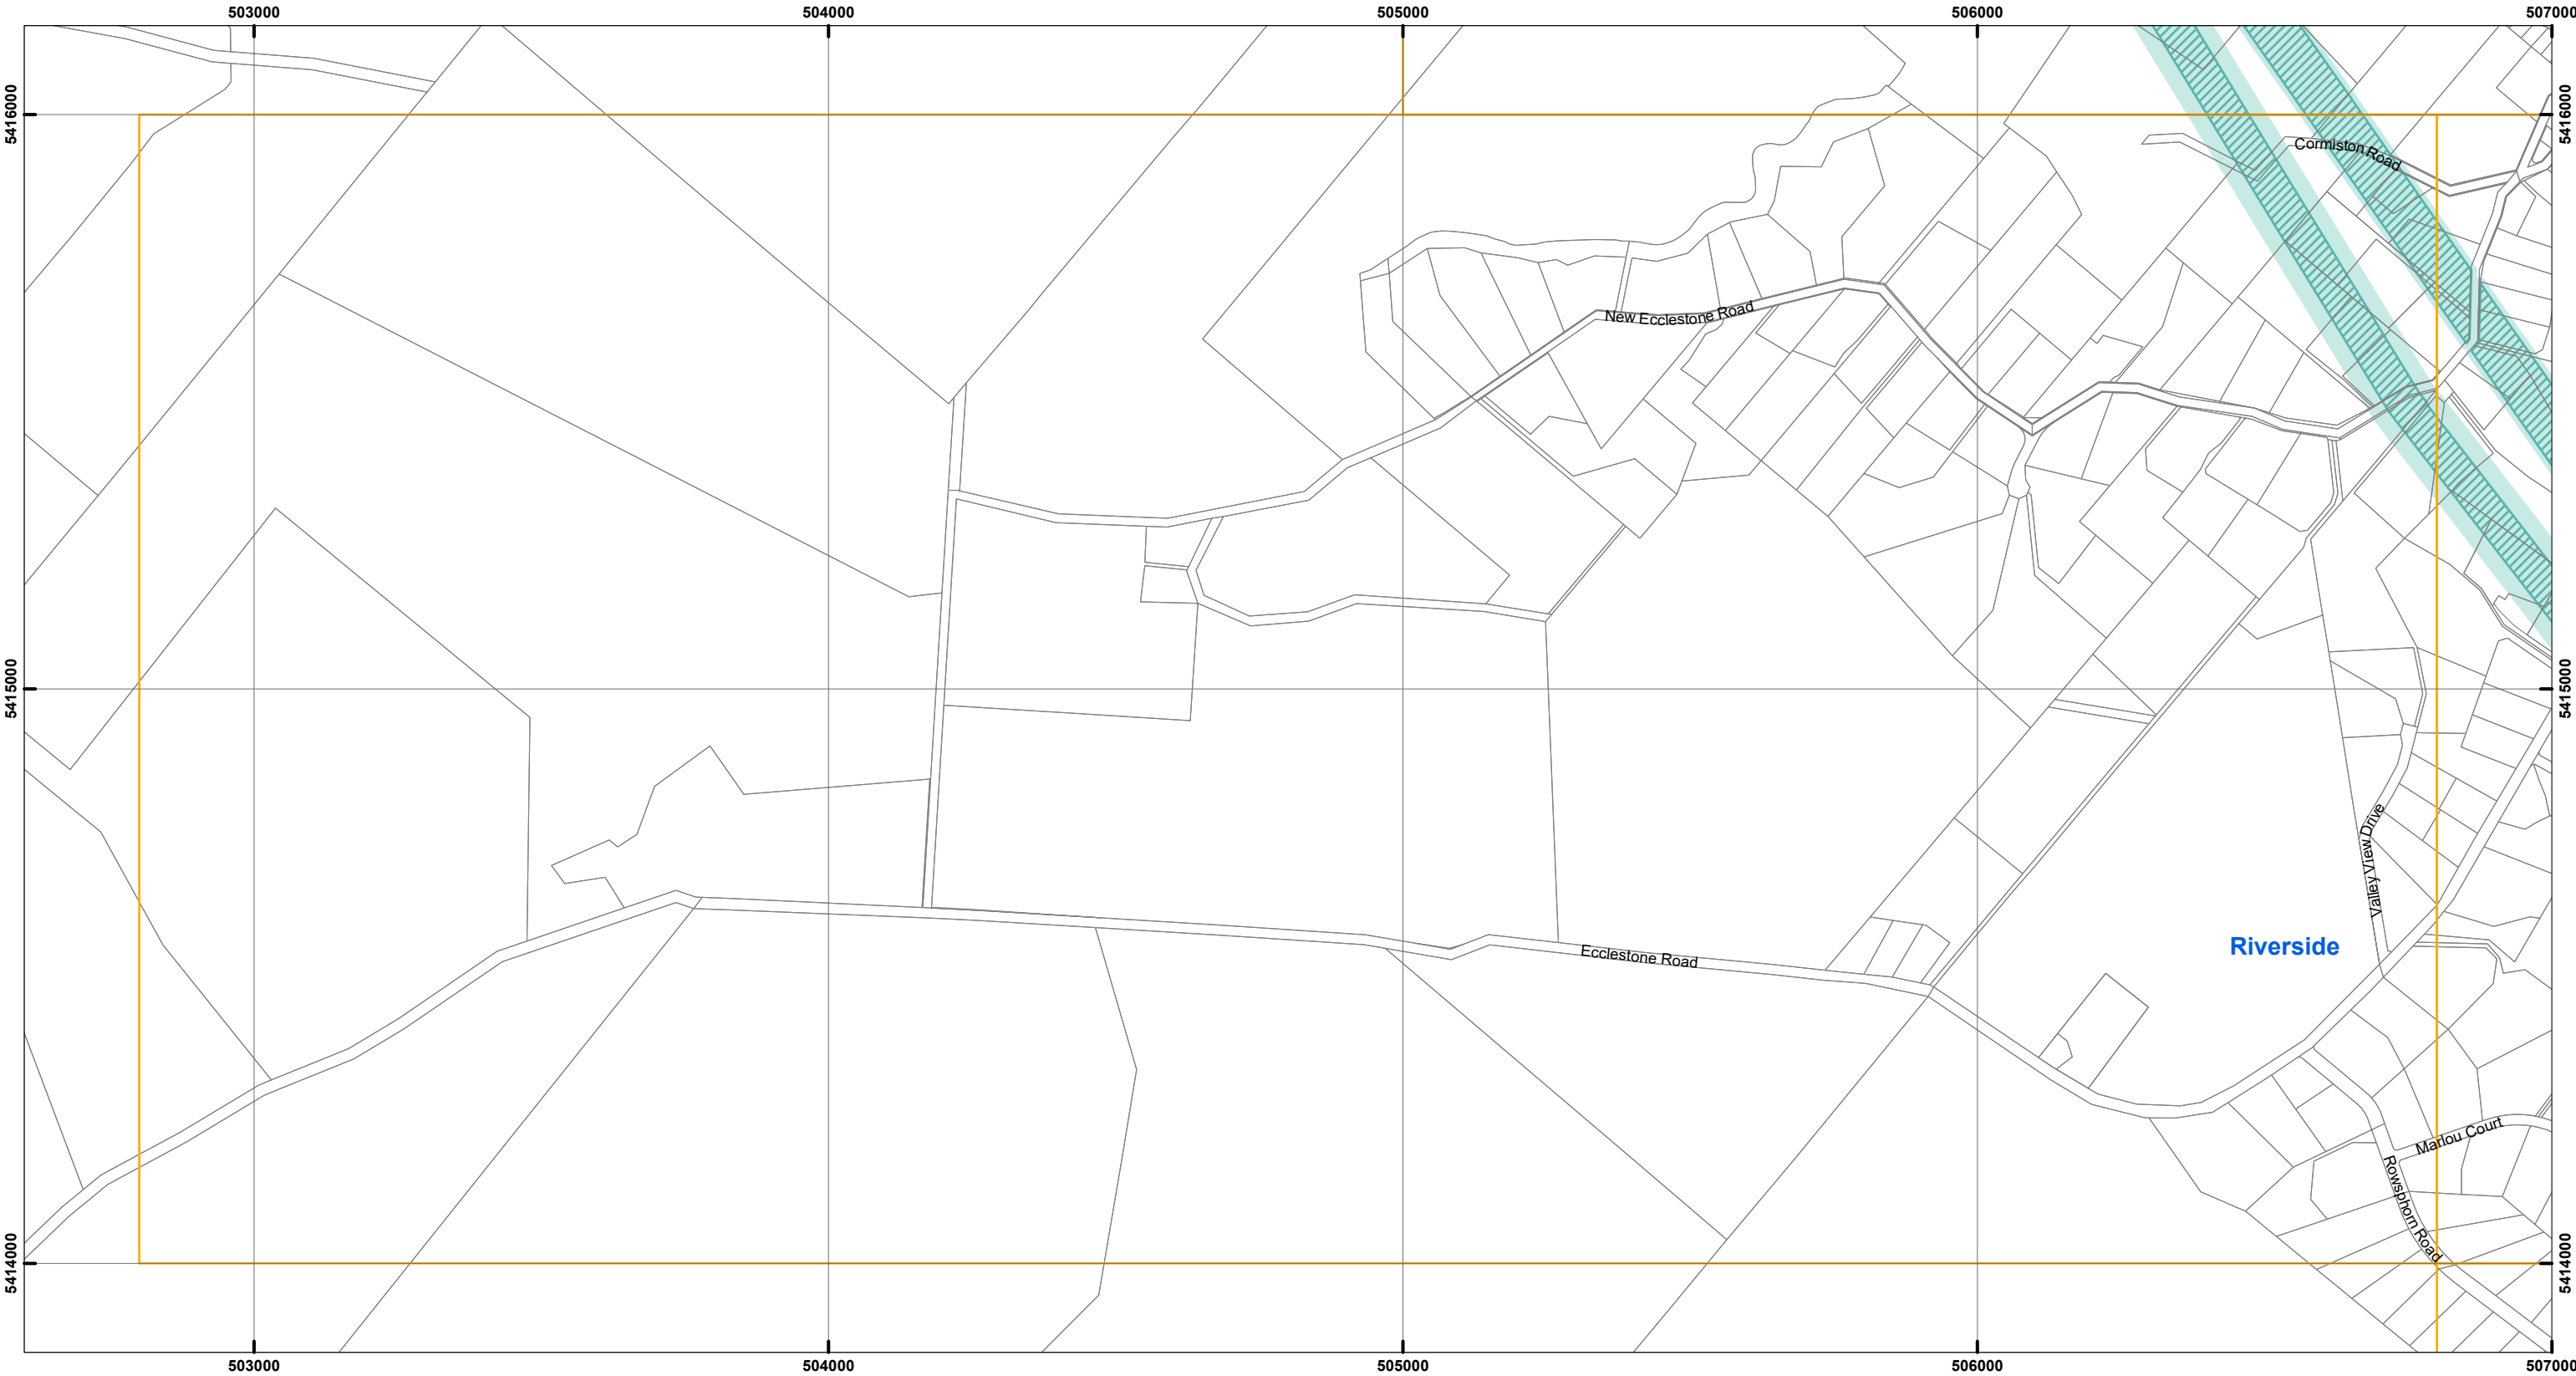 503000
504000
505000
506000
507000
5416000
5416000
Cormiston Road
New Ecclestone Road
5415000
5415000
Valley View Drive
Ecclestone Road
Riverside
Marlou Court
Rowsphorn Road
5414000
5414000
503000
504000
505000
506000
507000